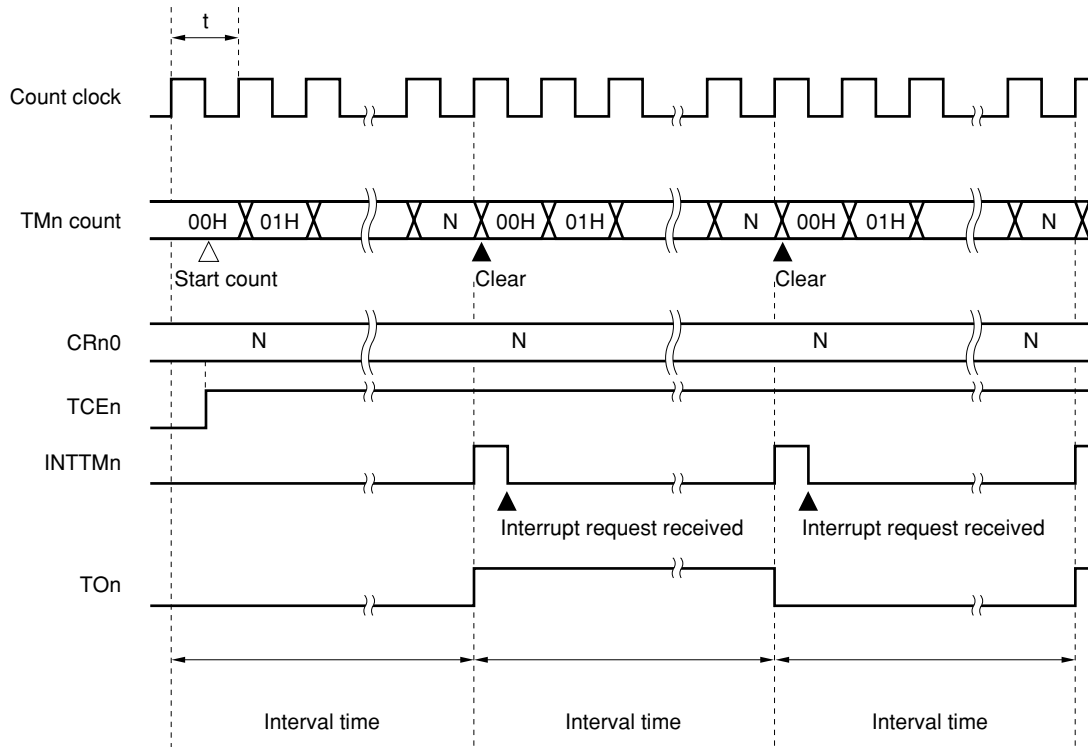 t
Count clock
TMn count 00H 01H N 00H 01H N 00H 01H N
Start count Clear Clear
CRn0 N N N N
TCEn
INTTMn
Interrupt request received Interrupt request received
TOn
Interval time Interval time Interval time